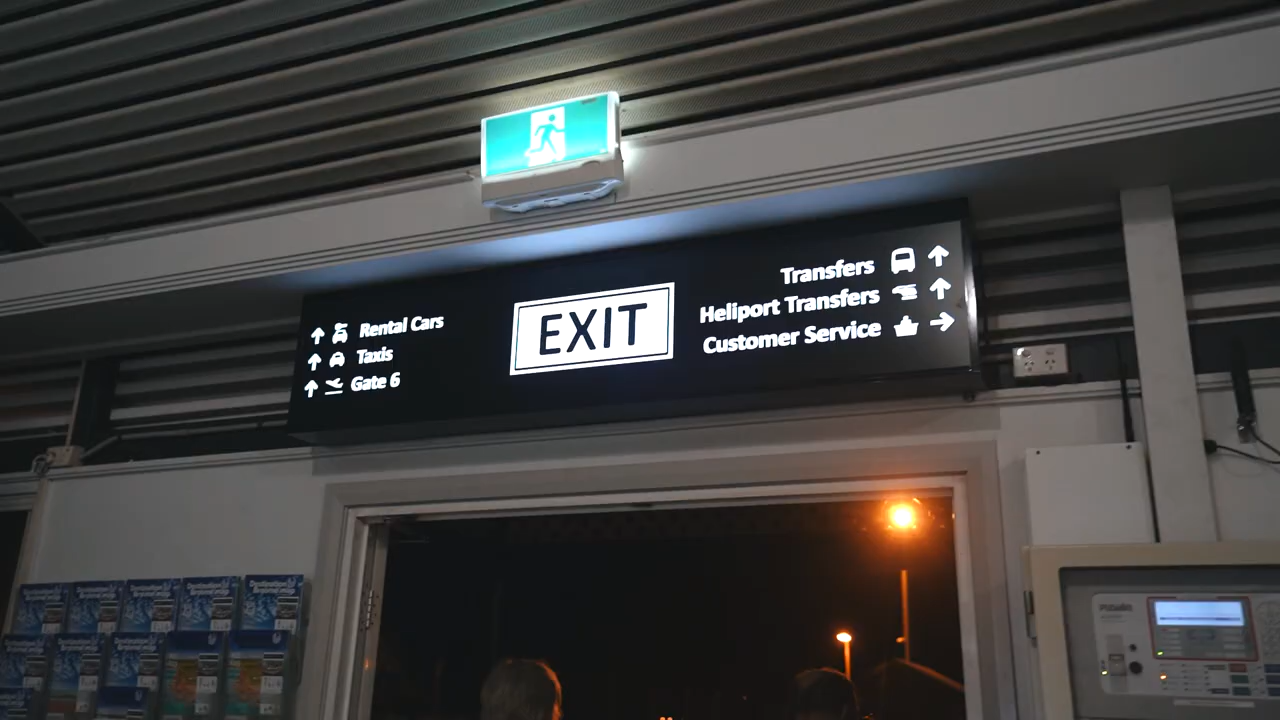 Rental Cars
Taxis
Gate 6
EXIT
Transfers
Heliport Transfers
Customer Service